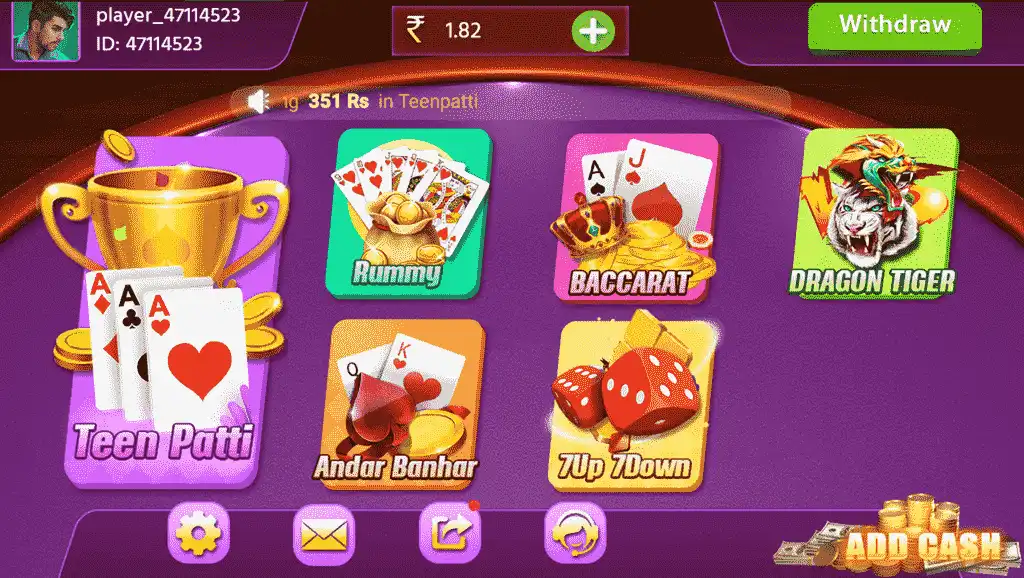 player_47114523
ID: 47114523
₹ 1.82
Withdraw
351 Rs in Teenpatti
Teen Patti
A
A
A
Rummy
A
J
BACCARAT
DRAGON TIGER
Q
K
Andar Banhar
7Up 7Down
ADD CASH